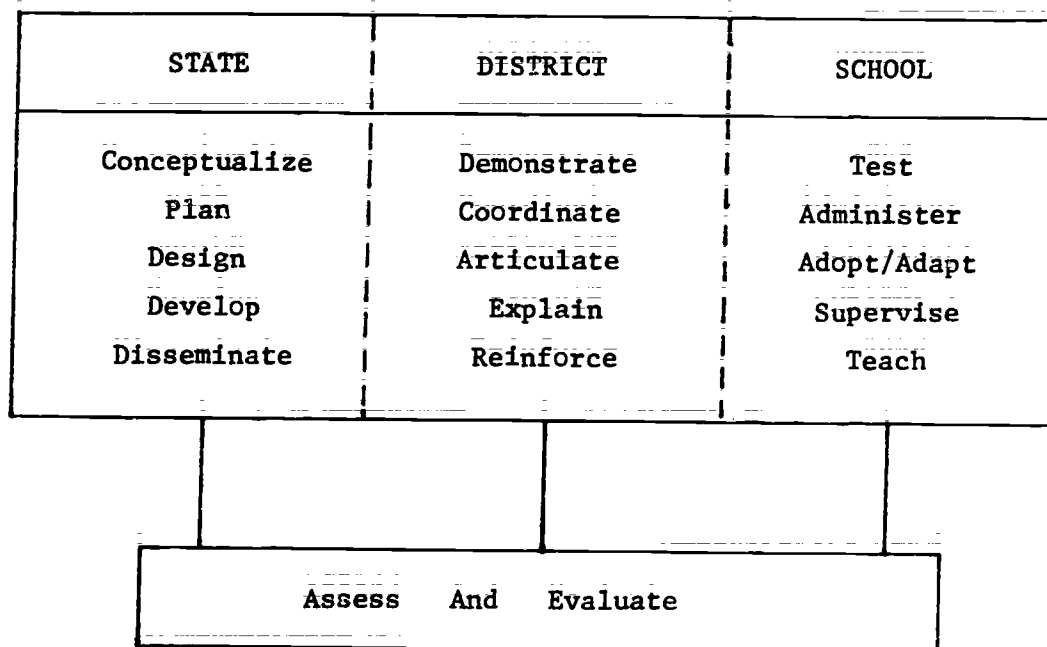 STATE DISTRICT SCHOOL
Conceptualize Demonstrate Test
Plan Coordinate Administer
Design Articulate Adopt/Adapt
Develop Explain Supervise
Disseminate Reinforce Teach
Assess And Evaluate